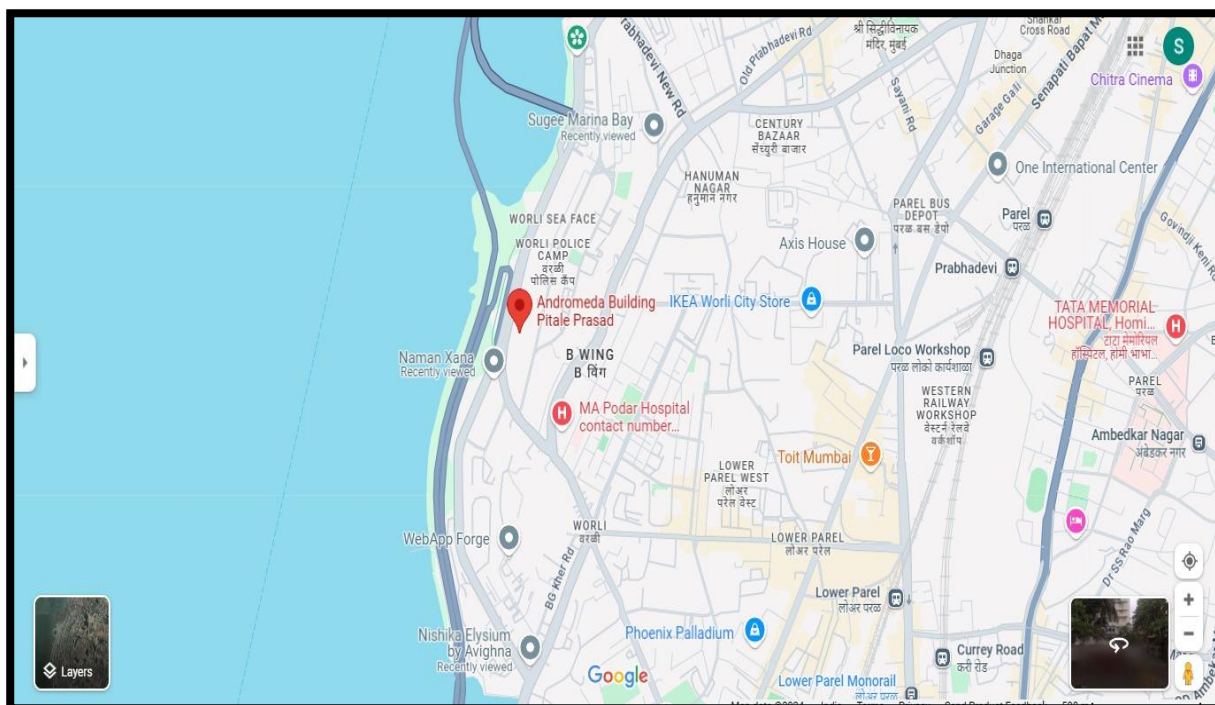 श्री सिद्धीविनायक
मंदिर, मुंबई
Shankar
Cross Road
Prabhadevi New Rd
Old Prabhadevi Rd
Sayani Rd
Dhaga
Junction
Garage Galli
Senapati Bapat
S
Chitra Cinema
Sugee Marina Bay
Recently viewed
CENTURY
BAZAAR
सेंच्युरी बाजार
One International Center
HANUMAN
NAGAR
हनुमान नगर
PAREL BUS
DEPOT
परळ बस डेपो
Parel
परळ
Govindji Keni
WORLI SEA FACE
WORLI POLICE
CAMP
वरळी
पोलिस कॅंप
Axis House
Prabhadevi
Andromeda Building
Pitale Prasad
IKEA Worli City Store
TATA MEMORIAL
HOSPITAL, Homi...
टाटा मेमोरियल
हॉस्पिटल, होमी भाभा...
Naman Xana
Recently viewed
B WING
B विंग
Parel Loco Workshop
परळ लोको कार्यशाळा
WESTERN
RAILWAY
WORKSHOP
वेस्टर्न रेलवे
वर्कशॉप
PAREL
परळ
MA Podar Hospital
contact number...
Ambedkar Nagar
अंबेडकर नगर
Toit Mumbai
LOWER
PAREL WEST
लोअर
परेल वेस्ट
WORLI
वरळी
LOWER PAREL
लोअर परेल
WebApp Forge
BG Kher Rd
Dr SS Rao Marg
Lower Parel
लोअर परळ
Layers
Nishika Elysium
by Avighna
Recently viewed
Phoenix Palladium
Google
Currey Road
करी रोड
Lower Parel Monorail
लोअर परळ